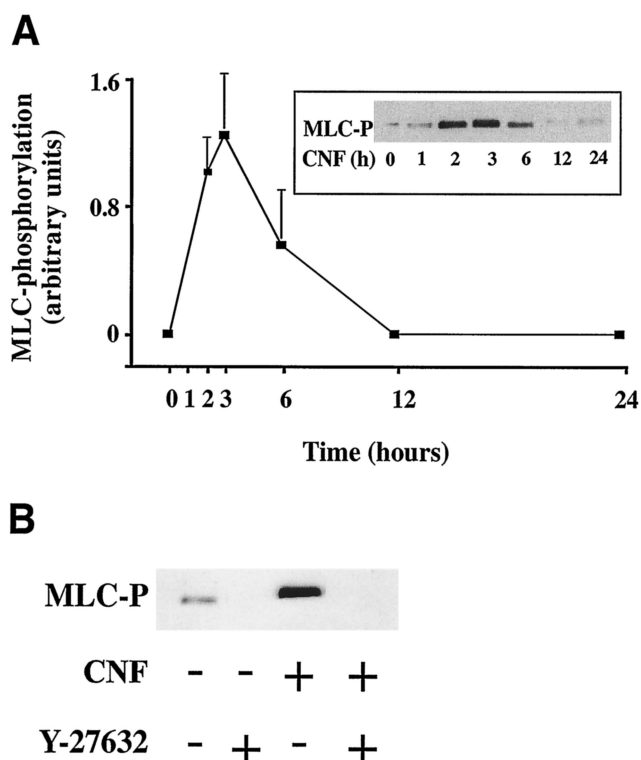 A
MLC-phosphorylation
(arbitrary units)
1.6
0.8
0
MLC-P
CNF (h) 0 1 2 3 6 12 24
0 1 2 3 6 12 24
Time (hours)
B
MLC-P
CNF - - + +
Y-27632 - + - +